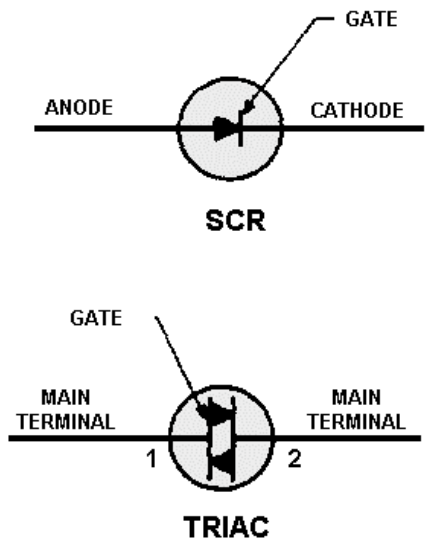 GATE
ANODE
CATHODE
SCR
GATE
MAIN
TERMINAL
MAIN
TERMINAL
1
2
TRIAC